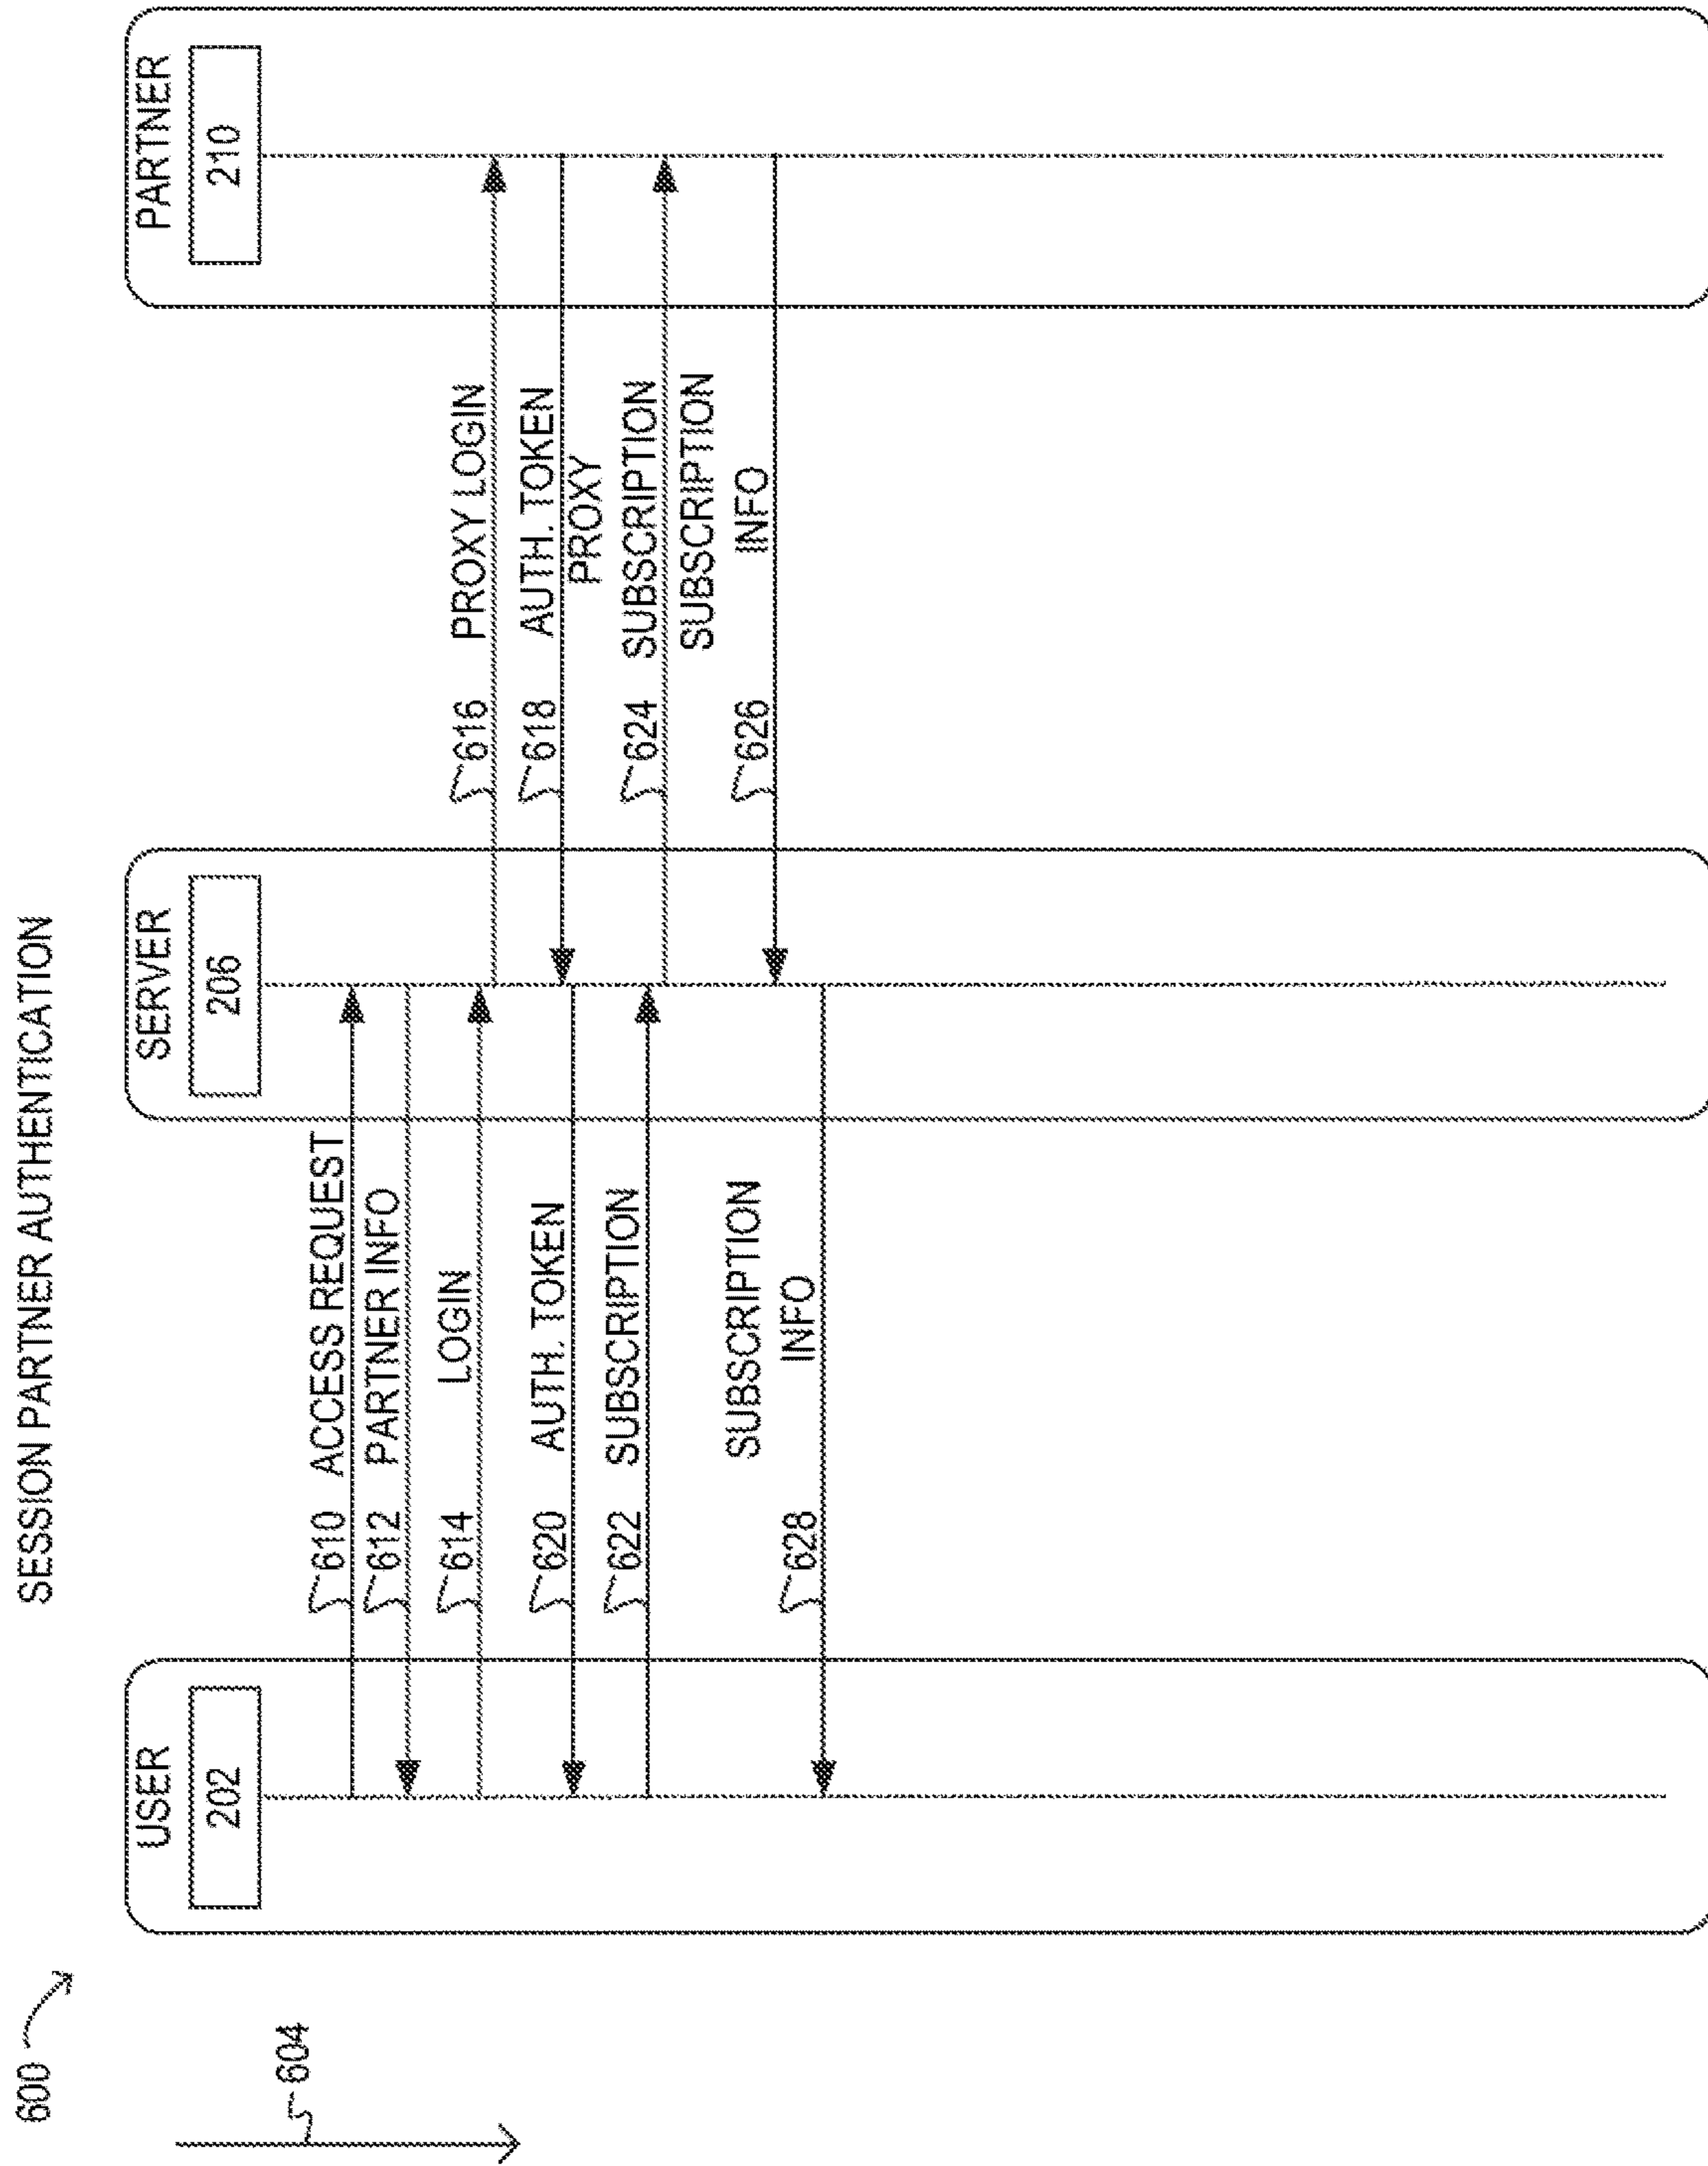 600
SESSION PARTNER AUTHENTICATION
604
USER
202
SERVER
206
PARTNER
210
610 ACCESS REQUEST
612 PARTNER INFO
614 LOGIN
616 PROXY LOGIN
618 AUTH. TOKEN
620 AUTH. TOKEN
PROXY
622 SUBSCRIPTION
624 SUBSCRIPTION
SUBSCRIPTION
626 INFO
SUBSCRIPTION
628 INFO